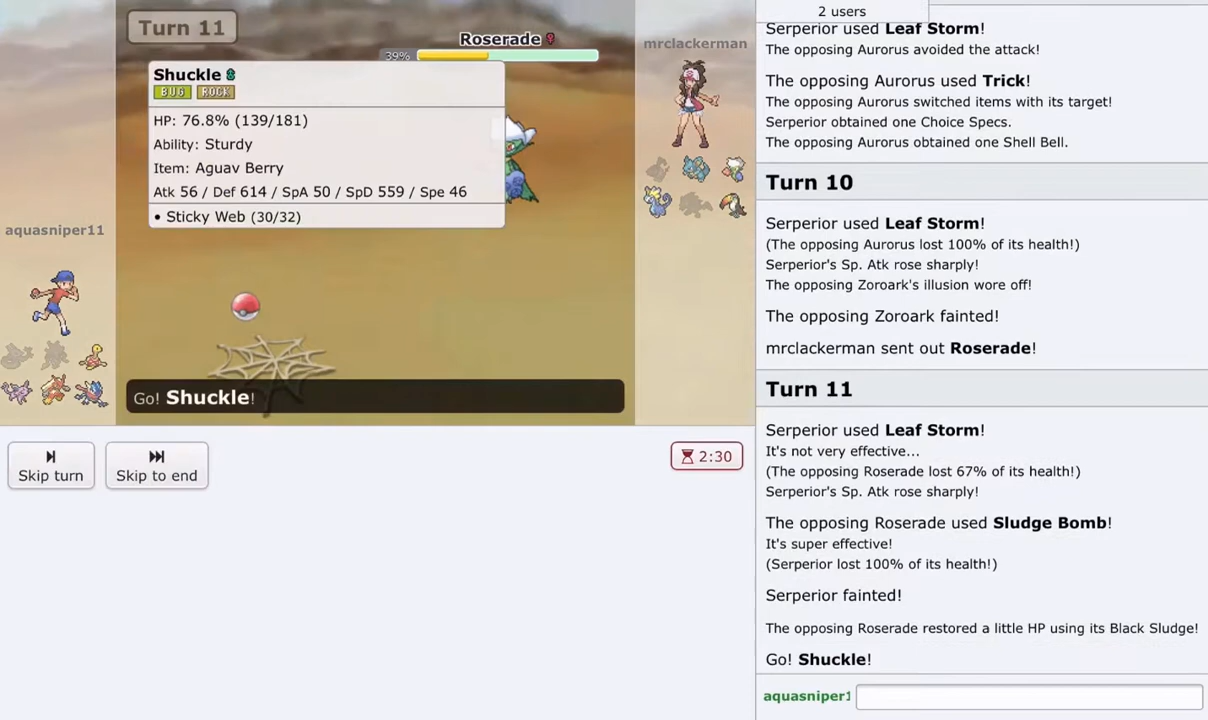 Turn 11
Roserade
39%
Shuckle
BUG ROCK
HP: 76.8% (139/181)
Ability: Sturdy
Item: Aguav Berry
Atk 56 / Def 614 / SpA 50 / SpD 559 / Spe 46
• Sticky Web (30/32)
aquasniper11
mrclackerman
Go! Shuckle!
Skip turn
Skip to end
2:30
2 users
Serperior used Leaf Storm!
The opposing Aurorus avoided the attack!
The opposing Aurorus used Trick!
The opposing Aurorus switched items with its target!
Serperior obtained one Choice Specs.
The opposing Aurorus obtained one Shell Bell.
Turn 10
Serperior used Leaf Storm!
(The opposing Aurorus lost 100% of its health!)
Serperior's Sp. Atk rose sharply!
The opposing Zoroark's illusion wore off!
The opposing Zoroark fainted!
mrclackerman sent out Roserade!
Turn 11
Serperior used Leaf Storm!
It's not very effective...
(The opposing Roserade lost 67% of its health!)
Serperior's Sp. Atk rose sharply!
The opposing Roserade used Sludge Bomb!
It's super effective!
(Serperior lost 100% of its health!)
Serperior fainted!
The opposing Roserade restored a little HP using its Black Sludge!
Go! Shuckle!
aquasniper1